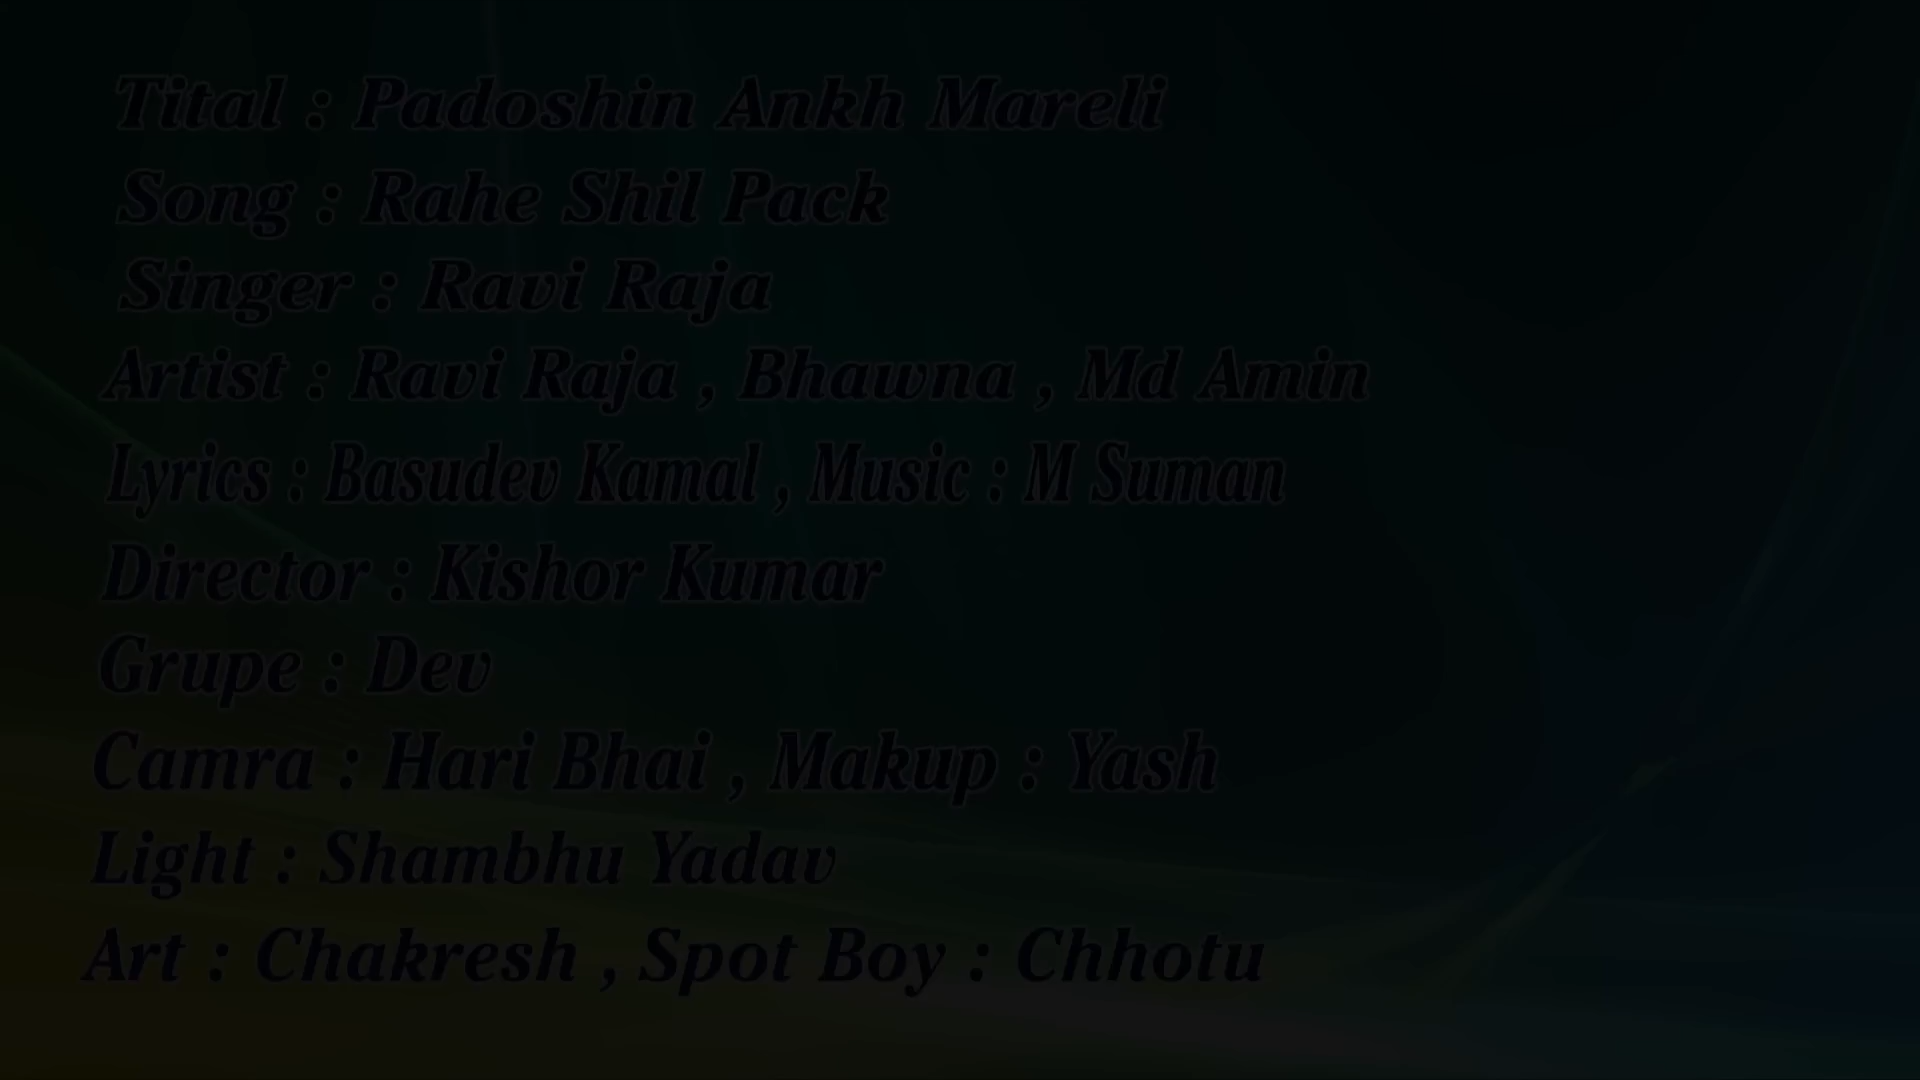 Tital : Padoshin Ankh Mareli
Song : Rahe Shil Pack
Singer : Ravi Raja
Artist : Ravi Raja , Bhawna , Md Amin
Lyrics : Basudev Kamal , Music : M Suman
Director : Kishor Kumar
Grupe : Dev
Camra : Hari Bhai , Makup : Yash
Light : Shambhu Yadav
Art : Chakresh , Spot Boy : Chhotu